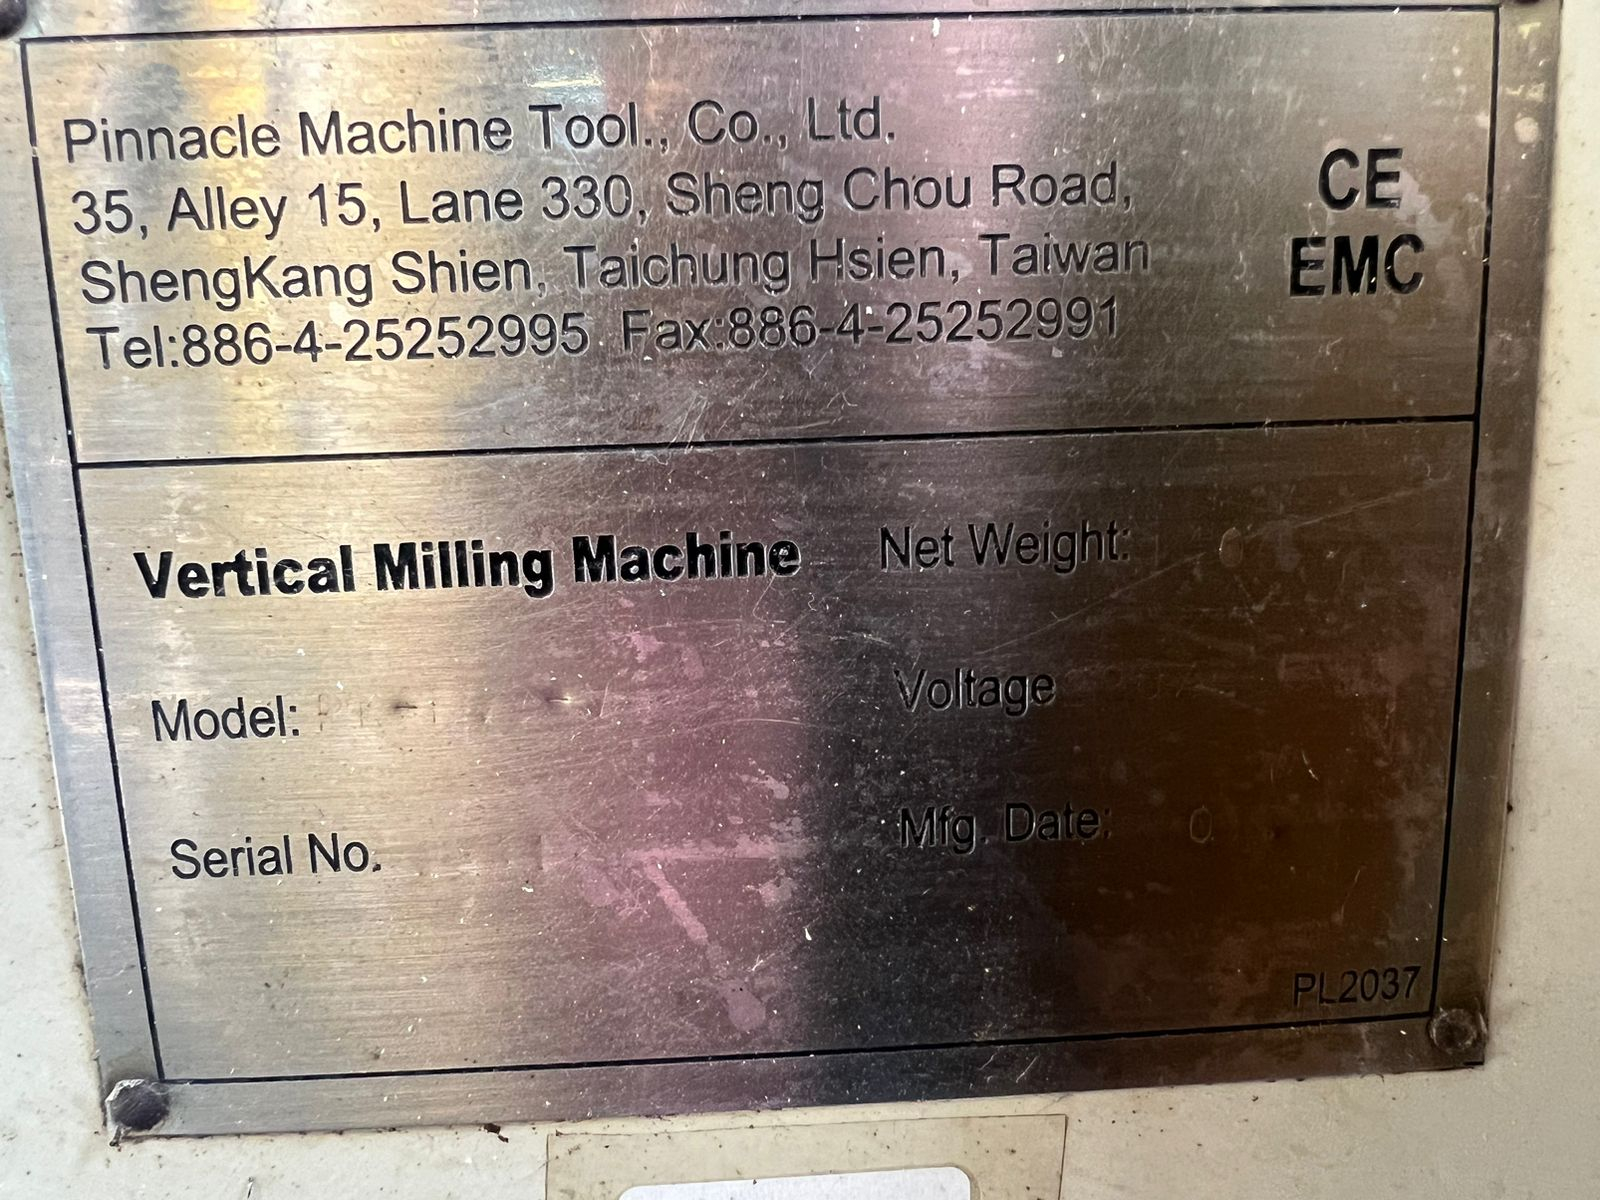 Pinnacle Machine Tool., Co., Ltd.
35, Alley 15, Lane 330, Sheng Chou Road,
ShengKang Shien, Taichung Hsien, Taiwan
Tel:886-4-25252995 Fax:886-4-25252991
CE
EMC
Vertical Milling Machine
Net Weight:
Model:
Voltage
Serial No.
Mfg. Date:
PL2037